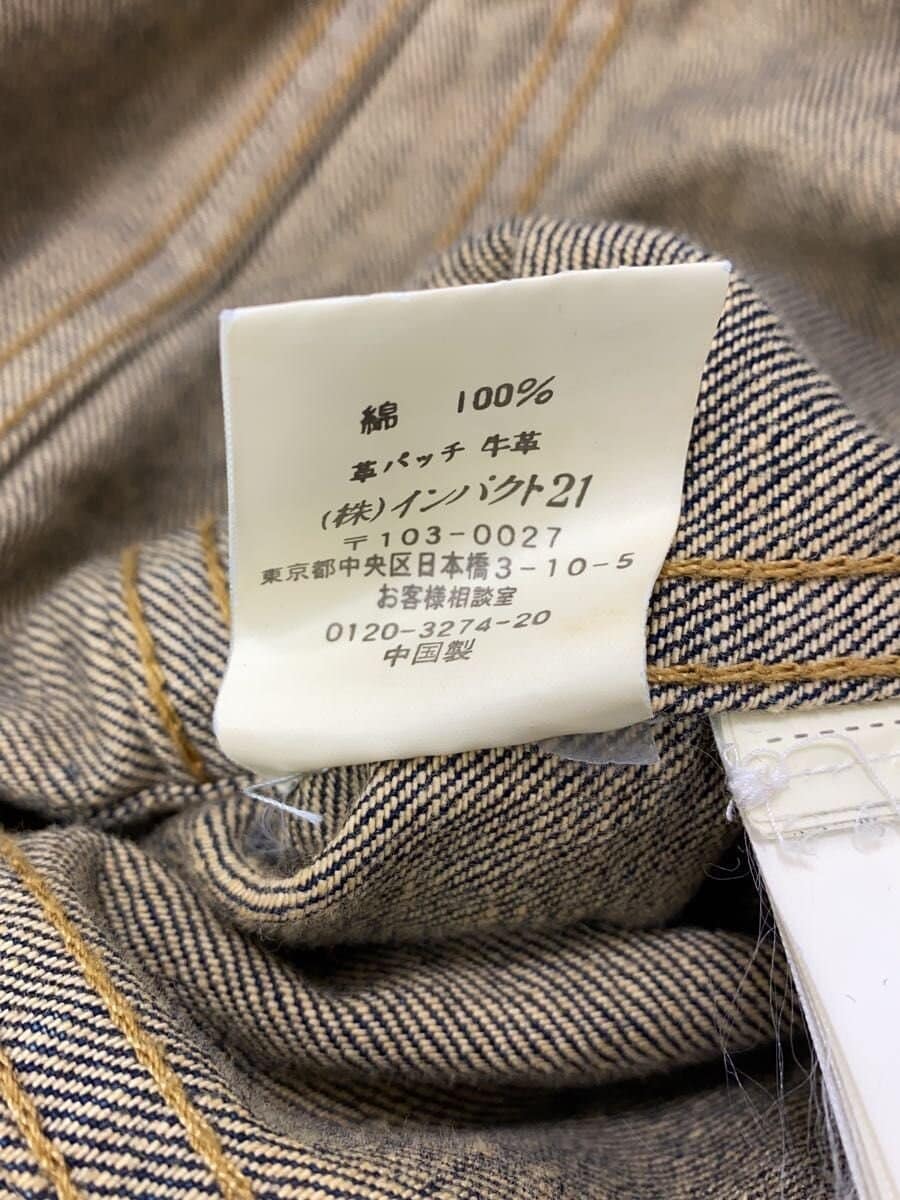 綿 100%
革パッチ 牛革
(株)インパクト21
〒103-0027
東京都中央区日本橋3-10-5
お客様相談室
0120-3274-20
中国製